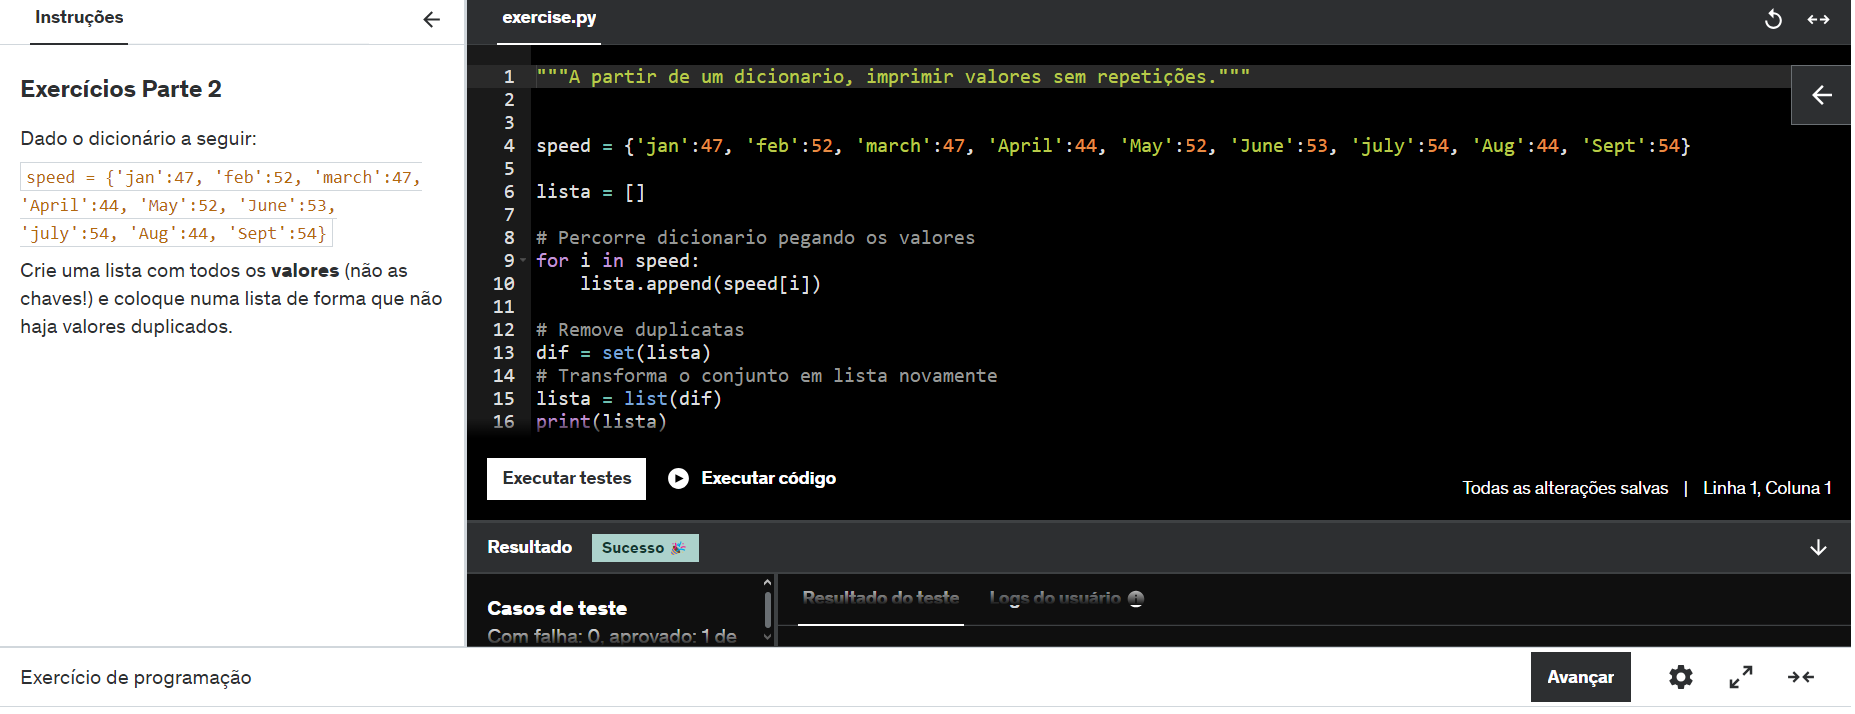 Instruções
Exercícios Parte 2
Dado o dicionário a seguir:
speed = {'jan':47, 'feb':52, 'march':47,
'April':44, 'May':52, 'June':53,
'july':54, 'Aug':44, 'Sept':54}
Crie uma lista com todos os valores (não as
chaves!) e coloque numa lista de forma que não
haja valores duplicados.
exercise.py
1 """A partir de um dicionario, imprimir valores sem repetições."""
2
3
4 speed = {'jan':47, 'feb':52, 'march':47, 'April':44, 'May':52, 'June':53, 'july':54, 'Aug':44, 'Sept':54}
5
6 lista = []
7
8 # Percorre dicionario pegando os valores
9 for i in speed:
10     lista.append(speed[i])
11
12 # Remove duplicatas
13 dif = set(lista)
14 # Transforma o conjunto em lista novamente
15 lista = list(dif)
16 print(lista)
Executar testes
Executar código
Todas as alterações salvas | Linha 1, Coluna 1
Resultado
Sucesso 🎉
Casos de teste
Com falha: 0, aprovado: 1 de
Resultado do teste
Logs do usuário
Exercício de programação
Avançar